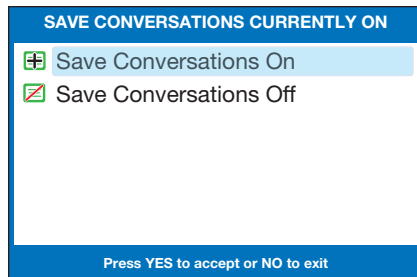 SAVE CONVERSATIONS CURRENTLY ON
Save Conversations On
Save Conversations Off
Press YES to accept or NO to exit